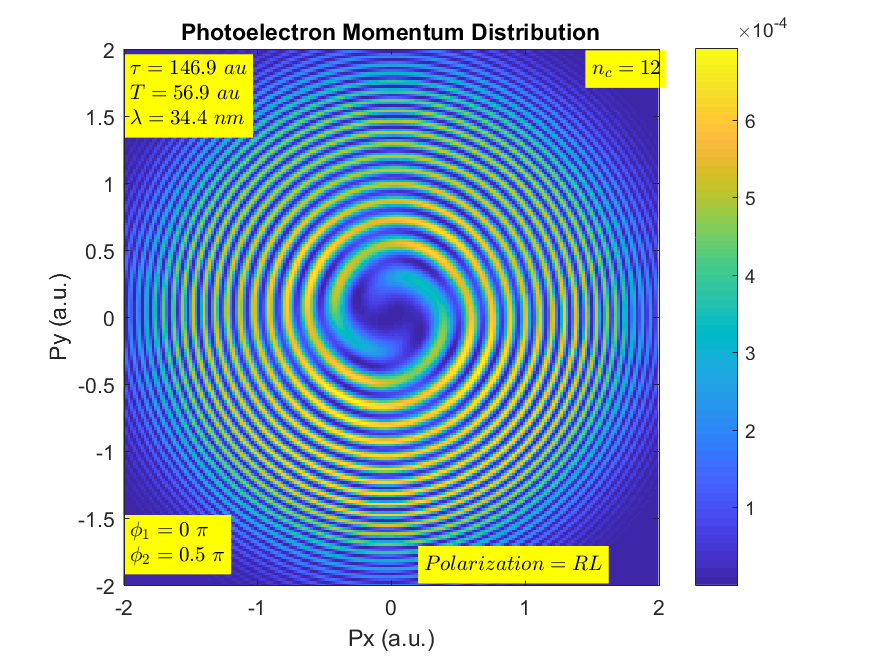 Photoelectron Momentum Distribution
×10⁻⁴
τ = 146.9 au
T = 56.9 au
λ = 34.4 nm
n_c = 12
2
1.5
1
0.5
0
-0.5
-1
-1.5
-2
Py (a.u.)
ϕ₁ = 0 π
ϕ₂ = 0.5 π
Polarization = RL
-2
-1
0
1
2
Px (a.u.)
6
5
4
3
2
1